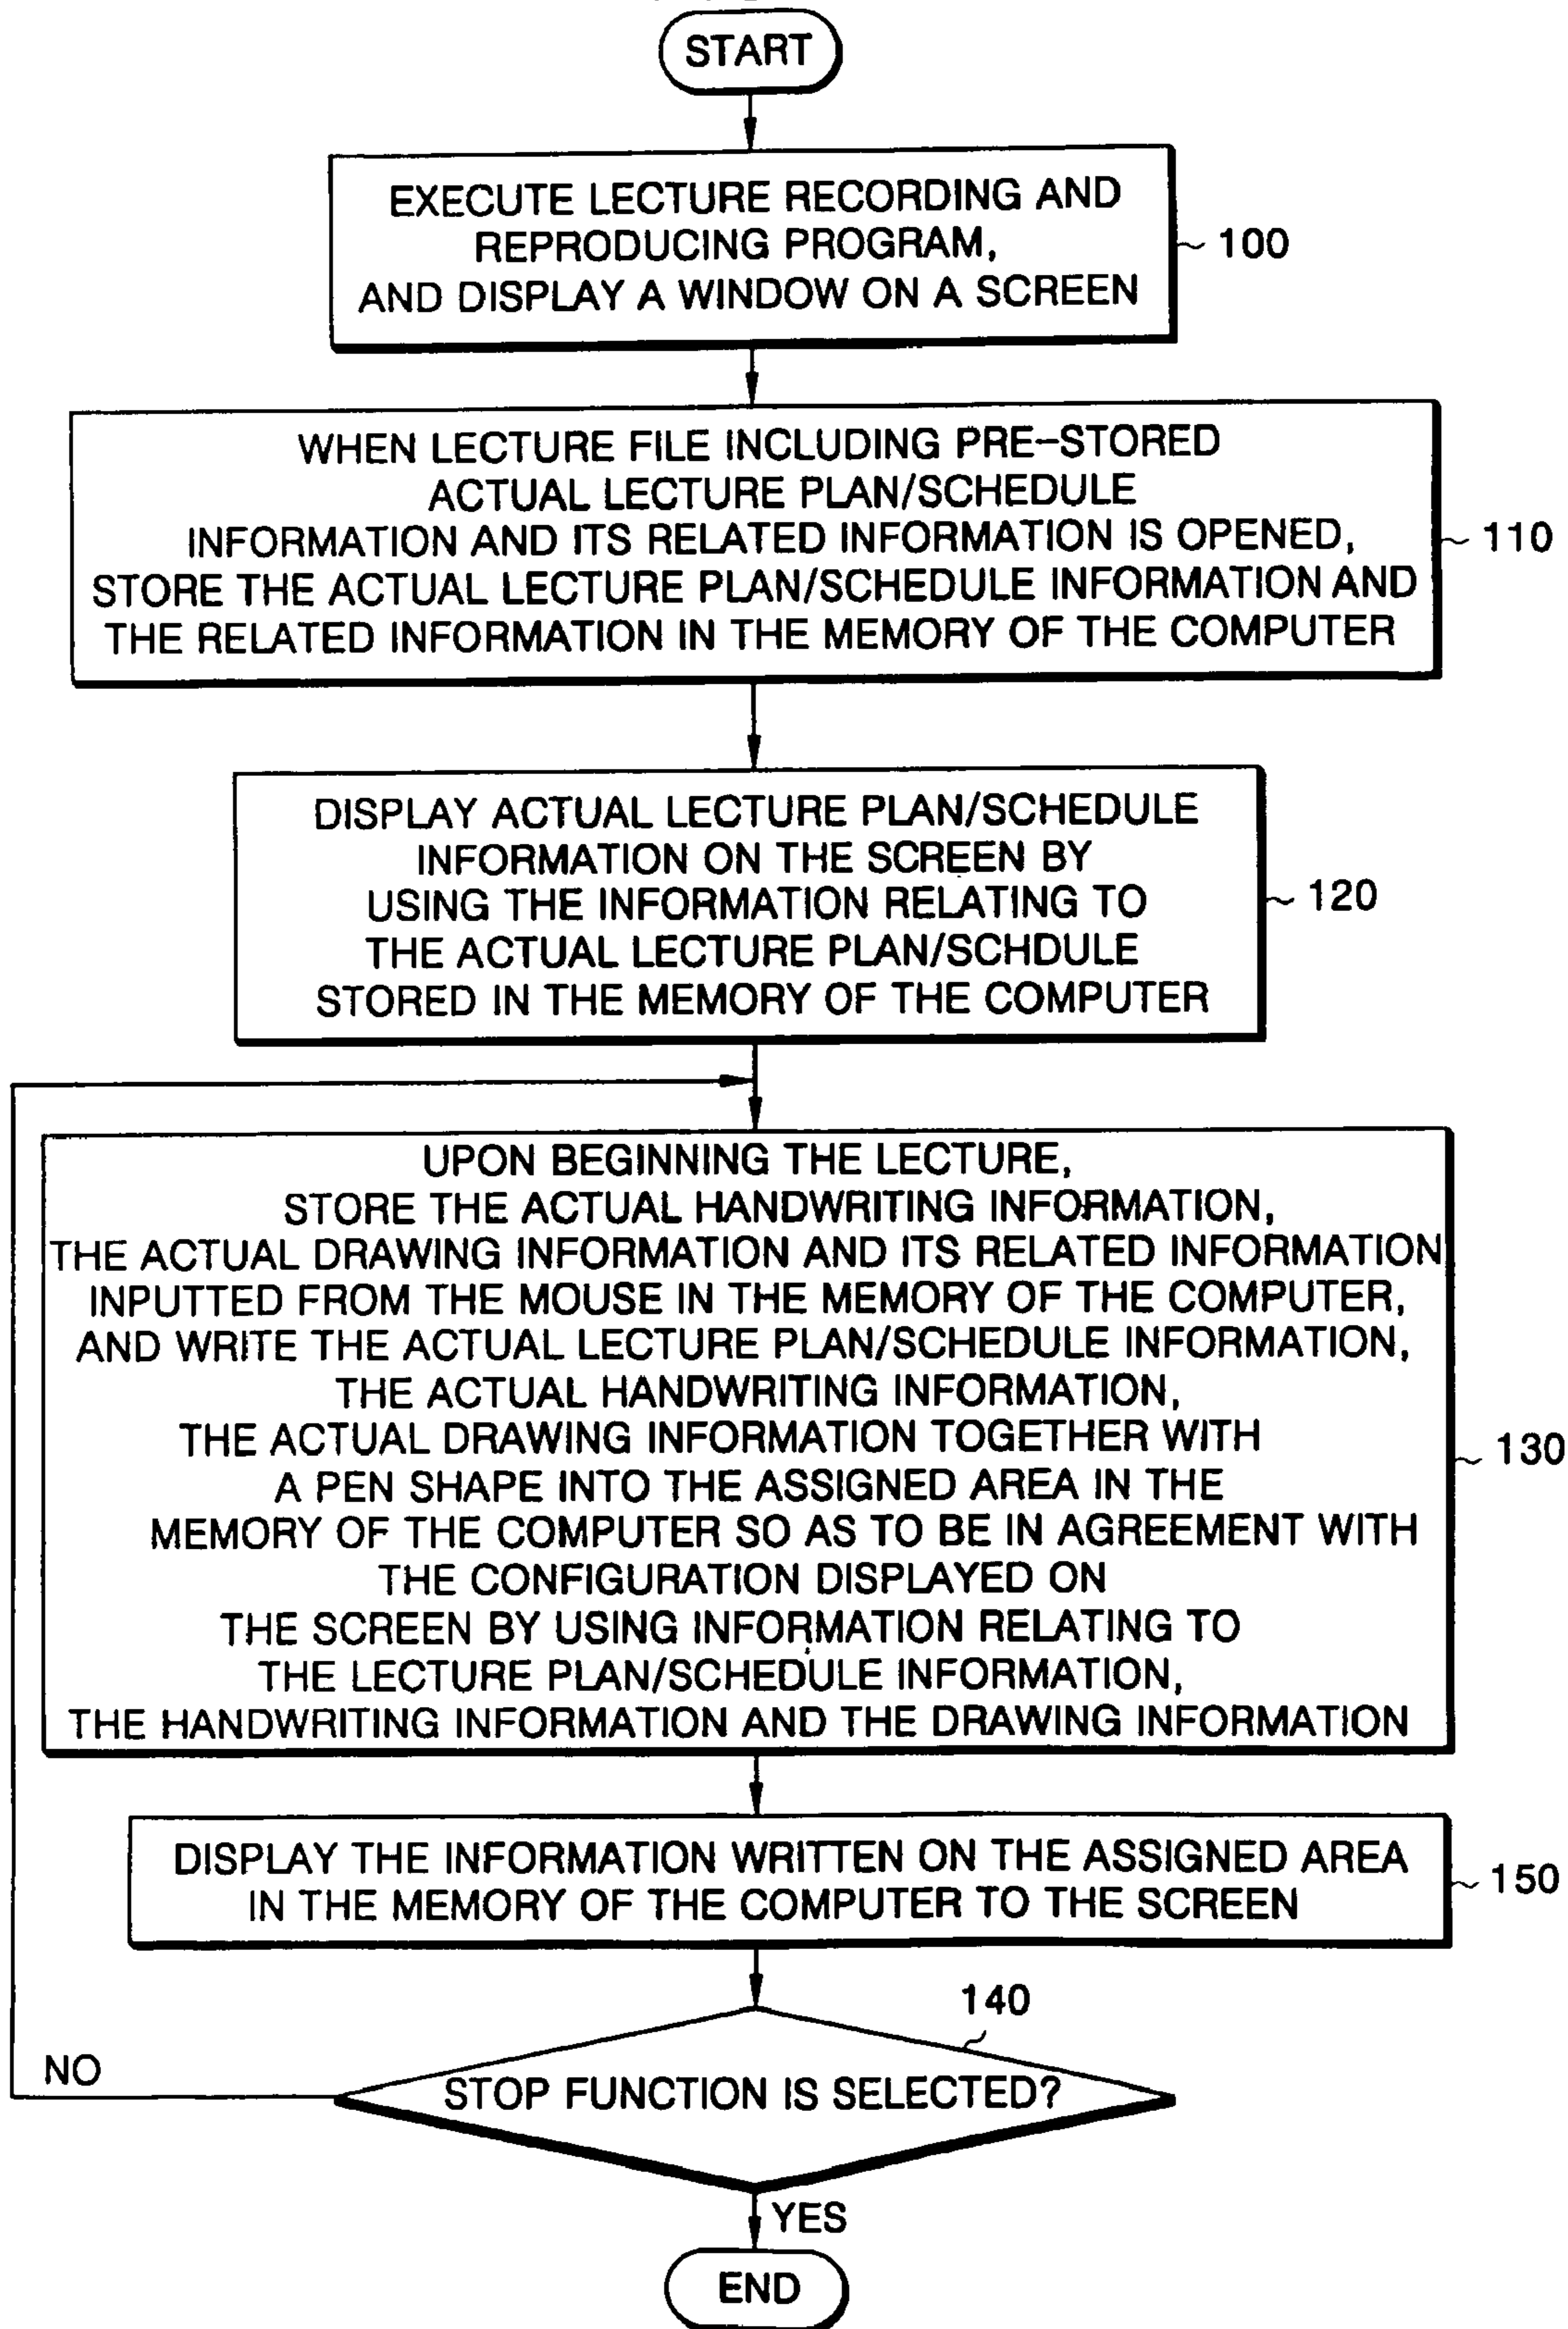 START
EXECUTE LECTURE RECORDING AND
REPRODUCING PROGRAM,
AND DISPLAY A WINDOW ON A SCREEN
100
WHEN LECTURE FILE INCLUDING PRE-STORED
ACTUAL LECTURE PLAN/SCHEDULE
INFORMATION AND ITS RELATED INFORMATION IS OPENED,
STORE THE ACTUAL LECTURE PLAN/SCHEDULE INFORMATION AND
THE RELATED INFORMATION IN THE MEMORY OF THE COMPUTER
110
DISPLAY ACTUAL LECTURE PLAN/SCHEDULE
INFORMATION ON THE SCREEN BY
USING THE INFORMATION RELATING TO
THE ACTUAL LECTURE PLAN/SCHDULE
STORED IN THE MEMORY OF THE COMPUTER
120
UPON BEGINNING THE LECTURE,
STORE THE ACTUAL HANDWRITING INFORMATION,
THE ACTUAL DRAWING INFORMATION AND ITS RELATED INFORMATION
INPUTTED FROM THE MOUSE IN THE MEMORY OF THE COMPUTER,
AND WRITE THE ACTUAL LECTURE PLAN/SCHEDULE INFORMATION,
THE ACTUAL HANDWRITING INFORMATION,
THE ACTUAL DRAWING INFORMATION TOGETHER WITH
A PEN SHAPE INTO THE ASSIGNED AREA IN THE
MEMORY OF THE COMPUTER SO AS TO BE IN AGREEMENT WITH
THE CONFIGURATION DISPLAYED ON
THE SCREEN BY USING INFORMATION RELATING TO
THE LECTURE PLAN/SCHEDULE INFORMATION,
THE HANDWRITING INFORMATION AND THE DRAWING INFORMATION
130
DISPLAY THE INFORMATION WRITTEN ON THE ASSIGNED AREA
IN THE MEMORY OF THE COMPUTER TO THE SCREEN
150
140
NO
STOP FUNCTION IS SELECTED?
YES
END